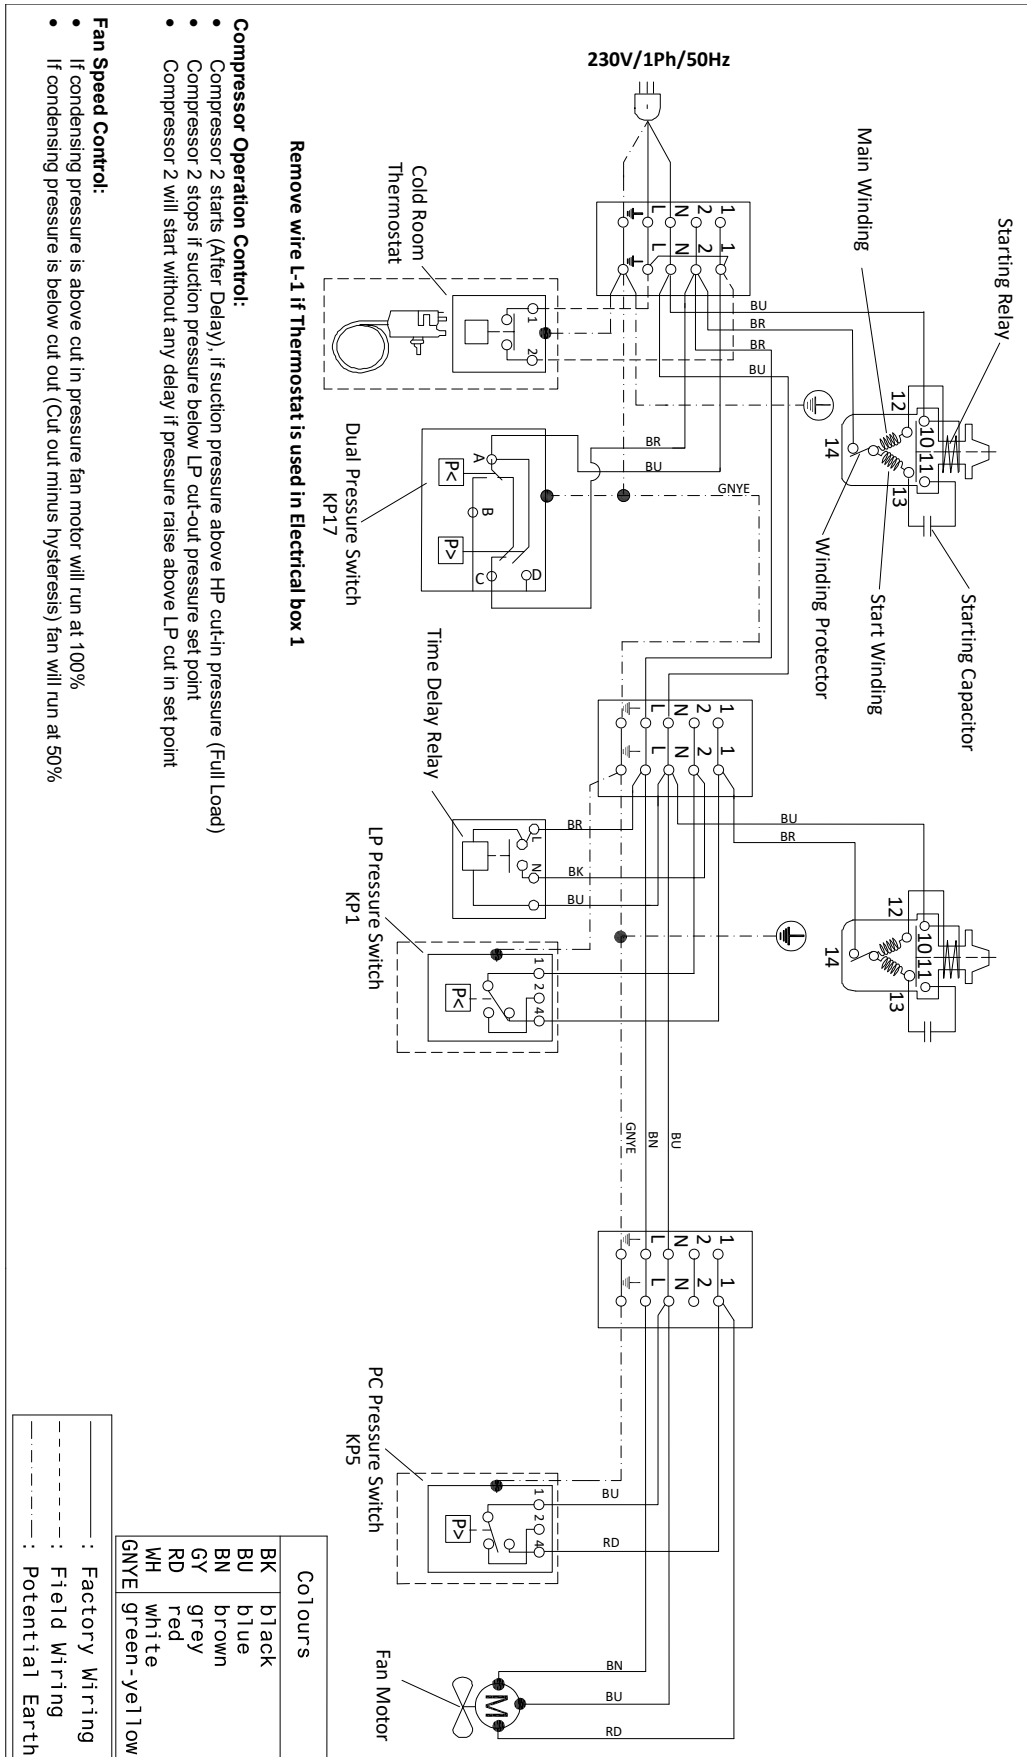 230V/1Ph/50Hz
Starting Relay
Main Winding
Starting Capacitor
Start Winding
Winding Protector
12
10
11
13
14
12
10
11
13
14
1
2
N
L
1
2
N
L
BU
BR
BR
BU
BR
BU
GNYE
Cold Room
Thermostat
1
2
A
B
C
D
P<
P>
Dual Pressure Switch
KP17
Remove wire L-1 if Thermostat is used in Electrical box 1
1
2
N
L
1
2
N
L
BU
BR
BR
BK
BU
L
N
Time Delay Relay
1
2
4
P<
LP Pressure Switch
KP1
GNYE
BN
BU
1
2
N
L
1
2
N
L
1
2
4
P>
BU
RD
PC Pressure Switch
KP5
BN
BU
RD
M
Fan Motor
Compressor Operation Control:
• Compressor 2 starts (After Delay), if suction pressure above HP cut-in pressure (Full Load)
• Compressor 2 stops if suction pressure below LP cut-out pressure set point
• Compressor 2 will start without any delay if pressure raise above LP cut in set point
Fan Speed Control:
• If condensing pressure is above cut in pressure fan motor will run at 100%
• If condensing pressure is below cut out (Cut out minus hysteresis) fan will run at 50%
Colours
BK black
BU blue
BN brown
GY grey
RD red
WH white
GNYE green-yellow
: Factory Wiring
: Field Wiring
: Potential Earth